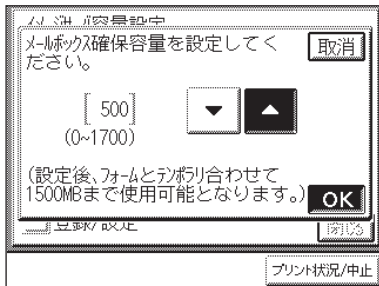 メールボックス確保容量を設定してく
ださい。
取消
[ 500]
(0~1700)
(設定後、フォームとテンポラリ合わせて
1500MBまで使用可能となります。)
OK
登録/設定
閉じる
プリント状況/中止